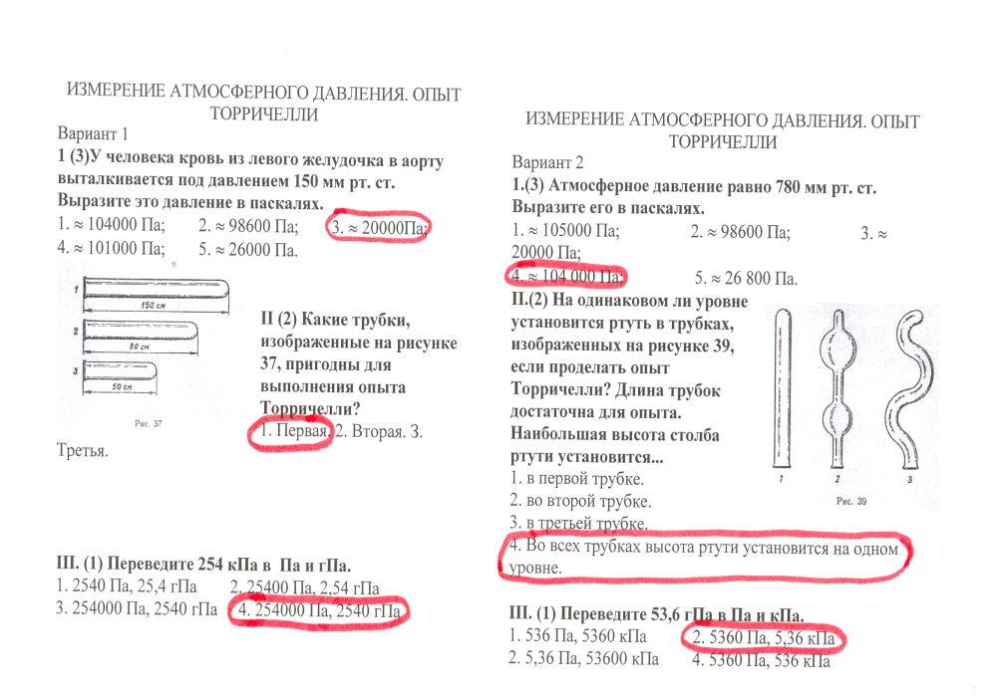 ИЗМЕРЕНИЕ АТМОСФЕРНОГО ДАВЛЕНИЯ. ОПЫТ
ТОРРИЧЕЛЛИ
Вариант 1
1 (3)У человека кровь из левого желудочка в аорту
выталкивается под давлением 150 мм рт. ст.
Выразите это давление в паскалях.
1. ≈ 104000 Па; 2. ≈ 98600 Па; 3. ≈ 20000Па;
4. ≈ 101000 Па; 5. ≈ 26000 Па.
1
150 см
2
80 см
3
50 см
Рис. 37
II (2) Какие трубки,
изображенные на рисунке
37, пригодны для
выполнения опыта
Торричелли?
1. Первая. 2. Вторая. 3.
Третья.
III. (1) Переведите 254 кПа в Па и гПа.
1. 2540 Па, 25,4 гПа 2. 25400 Па, 2,54 гПа
3. 254000 Па, 2540 гПа 4. 254000 Па, 2540 гПа
ИЗМЕРЕНИЕ АТМОСФЕРНОГО ДАВЛЕНИЯ. ОПЫТ
ТОРРИЧЕЛЛИ
Вариант 2
1.(3) Атмосферное давление равно 780 мм рт. ст.
Выразите его в паскалях.
1. ≈ 105000 Па; 2. ≈ 98600 Па; 3. ≈
20000 Па;
4. ≈ 104 000 Па; 5. ≈ 26 800 Па.
II.(2) На одинаковом ли уровне
установится ртуть в трубках,
изображенных на рисунке 39,
если проделать опыт
Торричелли? Длина трубок
достаточна для опыта.
Наибольшая высота столба
ртути установится...
1. в первой трубке.
2. во второй трубке.
3. в третьей трубке.
4. Во всех трубках высота ртути установится на одном
уровне.
1 2 3
Рис. 39
III. (1) Переведите 53,6 гПа в Па и кПа.
1. 536 Па, 5360 кПа 2. 5360 Па, 5,36 кПа
2. 5,36 Па, 53600 кПа 4. 5360 Па, 536 кПа